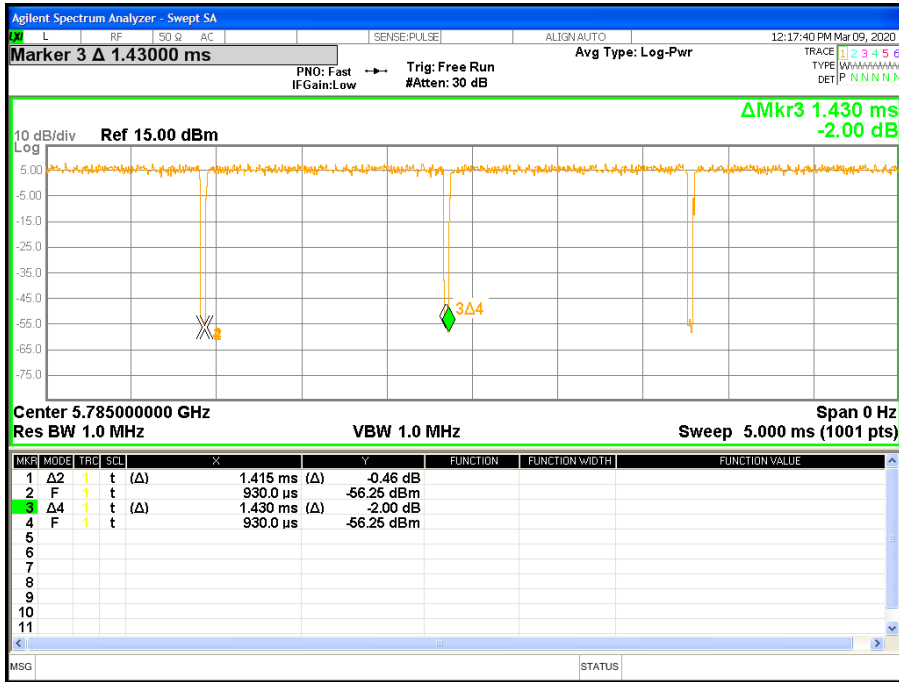 Agilent Spectrum Analyzer - Swept SA
LXI L RF 50 Ω AC SENSE:PULSE ALIGN AUTO 12:17:40 PM Mar 09, 2020
Marker 3 Δ 1.43000 ms Avg Type: Log-Pwr TRACE 1 2 3 4 5 6
PNO: Fast Trig: Free Run TYPE
IFGain:Low #Atten: 30 dB DET P N N N N N
ΔMkr3 1.430 ms
10 dB/div Ref 15.00 dBm -2.00 dB
Log
5.00
-5.00
-15.0
-25.0
-35.0
-45.0
3Δ4
-55.0
2
-65.0
-75.0
Center 5.785000000 GHz Span 0 Hz
Res BW 1.0 MHz VBW 1.0 MHz Sweep 5.000 ms (1001 pts)
MKR MODE TRC SCL X Y FUNCTION FUNCTION WIDTH FUNCTION VALUE
1 Δ2 1 t (Δ) 1.415 ms (Δ) -0.46 dB
2 F 1 t 930.0 µs -56.25 dBm
3 Δ4 1 t (Δ) 1.430 ms (Δ) -2.00 dB
4 F 1 t 930.0 µs -56.25 dBm
5
6
7
8
9
10
11
MSG STATUS